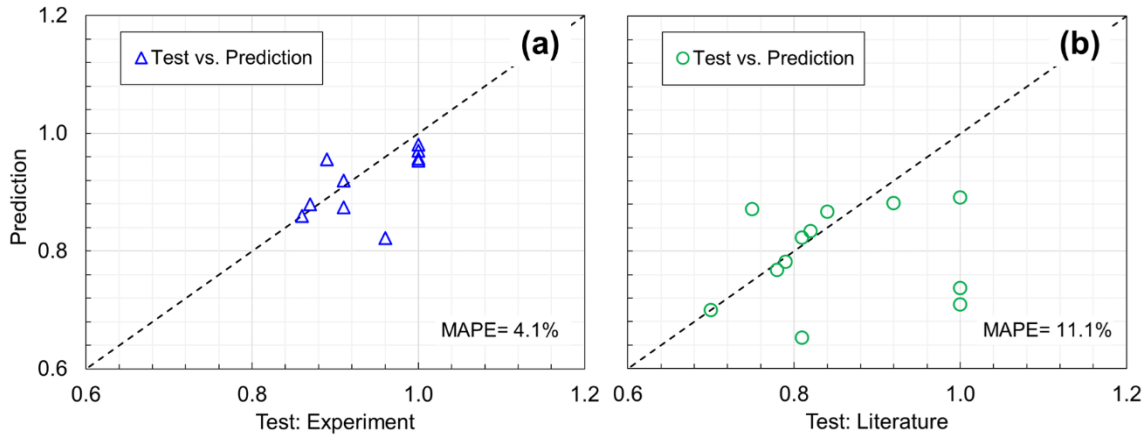 1.2
1.0
0.8
0.6
Prediction
Test vs. Prediction
(a)
MAPE= 4.1%
0.6 0.8 1.0 1.2
Test: Experiment
Test vs. Prediction
(b)
MAPE= 11.1%
0.6 0.8 1.0 1.2
Test: Literature